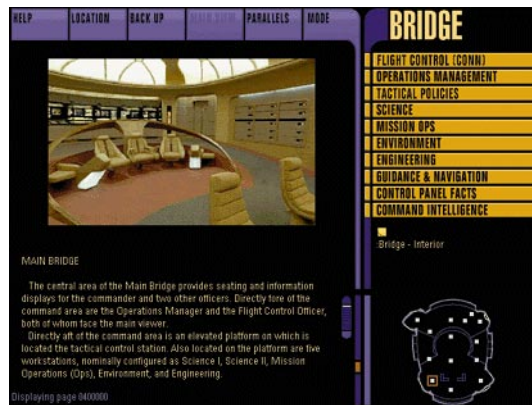 HELP
LOCATION
BACK UP
MAIN VIEW
PARALLELS
MODE
BRIDGE
FLIGHT CONTROL (CONN)
OPERATIONS MANAGEMENT
TACTICAL POLICIES
SCIENCE
MISSION OPS
ENVIRONMENT
ENGINEERING
GUIDANCE & NAVIGATION
CONTROL PANEL FACTS
COMMAND INTELLIGENCE
Bridge - Interior
MAIN BRIDGE
The central area of the Main Bridge provides seating and information
displays for the commander and two other officers. Directly fore of the
command area are the Operations Manager and the Flight Control Officer,
both of whom face the main viewer.
Directly aft of the command area is an elevated platform on which is
located the tactical control station. Also located on the platform are five
workstations, nominally configured as Science I, Science II, Mission
Operations (Ops), Environment, and Engineering.
Displaying page 0400000